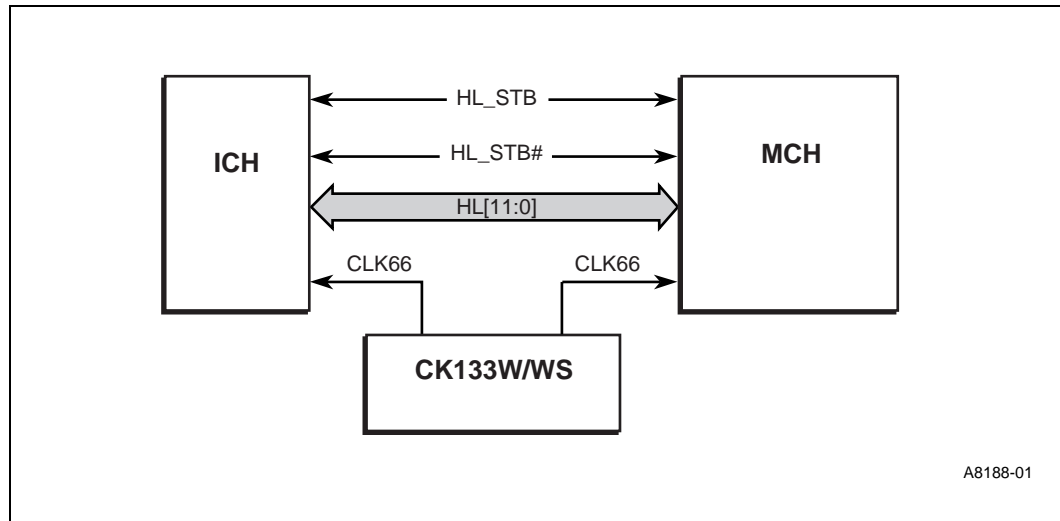 HL_STB
HL_STB#
ICH
MCH
HL[11:0]
CLK66
CLK66
CK133W/WS
A8188-01